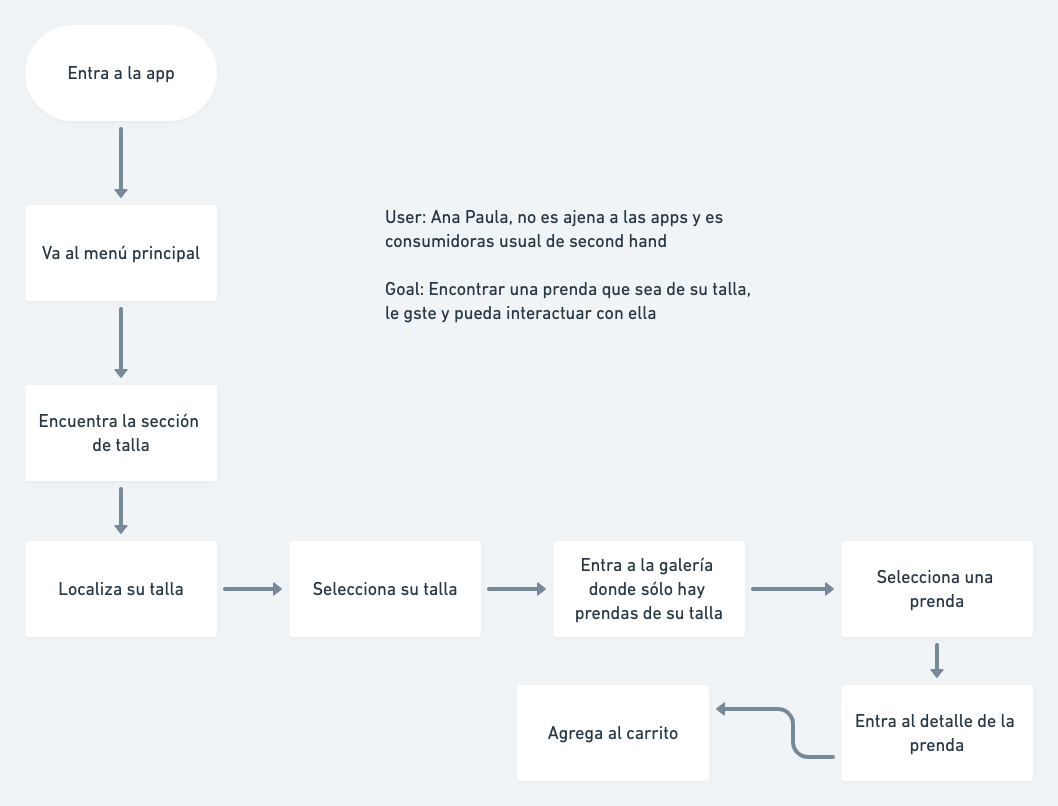 Entra a la app
Va al menú principal
User: Ana Paula, no es ajena a las apps y es
consumidoras usual de second hand
Goal: Encontrar una prenda que sea de su talla,
le gste y pueda interactuar con ella
Encuentra la sección
de talla
Localiza su talla
Selecciona su talla
Entra a la galería
donde sólo hay
prendas de su talla
Selecciona una
prenda
Agrega al carrito
Entra al detalle de la
prenda